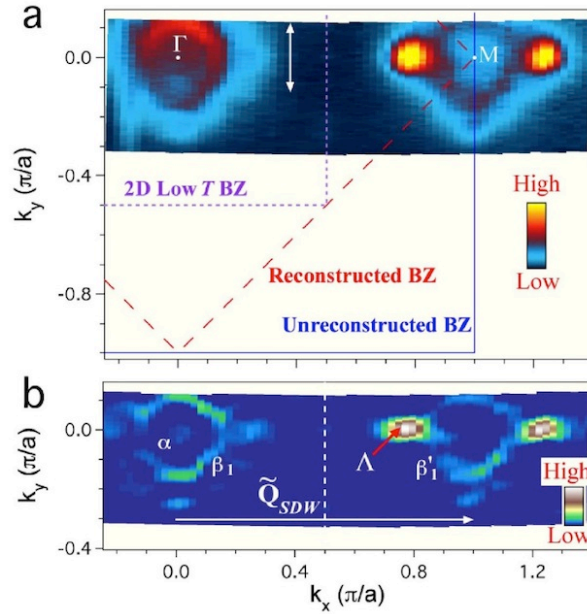 a
Γ
M
0.0
-0.4
-0.8
k_y (π/a)
2D Low T BZ
High
Low
Reconstructed BZ
Unreconstructed BZ
b
0.0
-0.4
k_y (π/a)
α
β₁
Λ
β'₁
Q̃_SDW
High
Low
0.0 0.4 0.8 1.2
k_x (π/a)